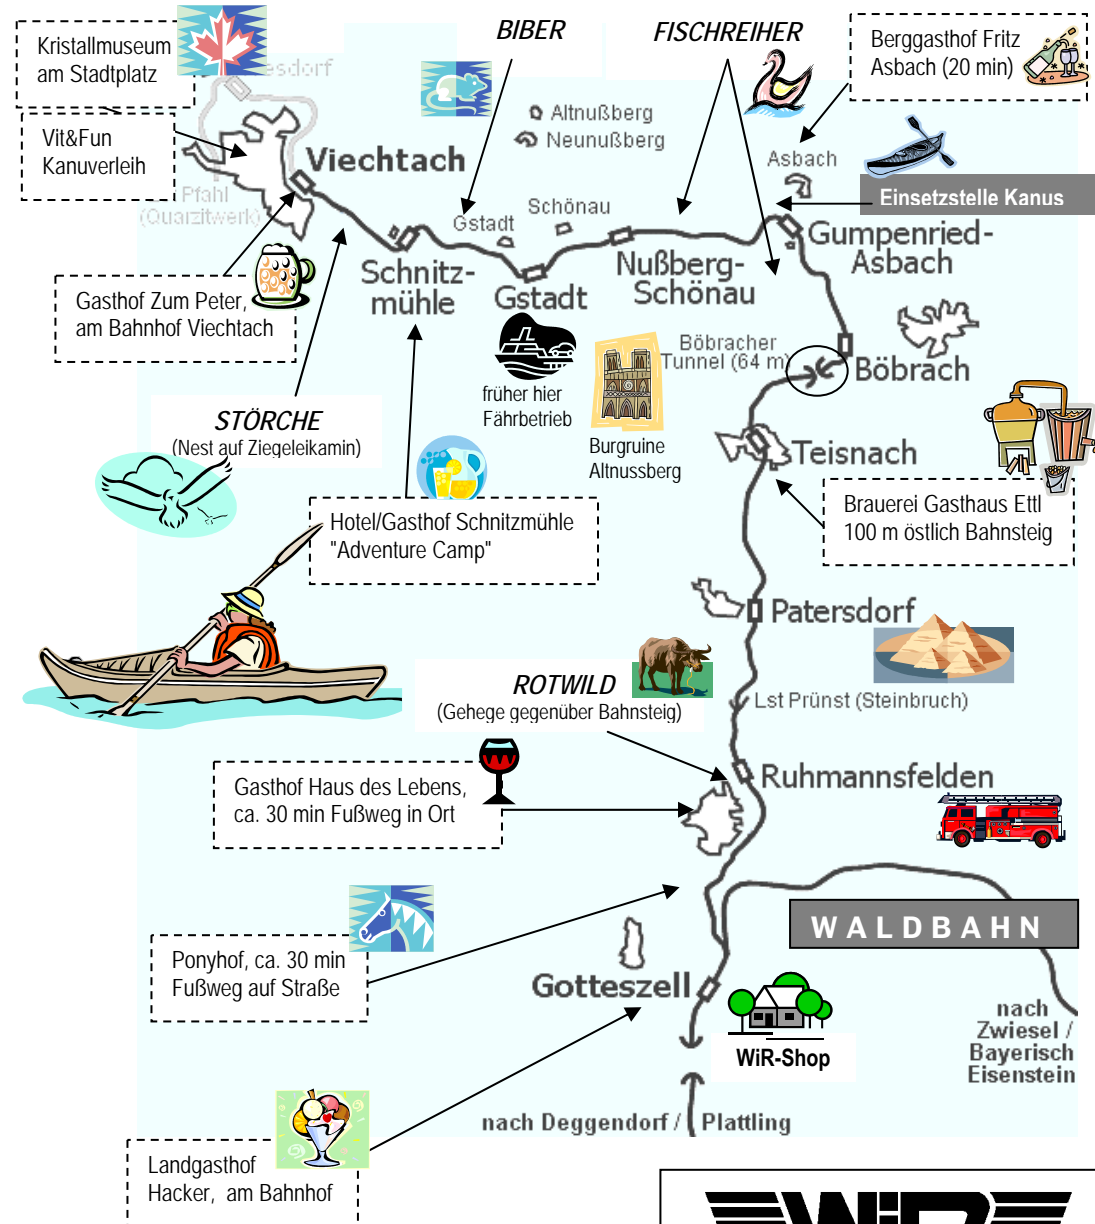 Kristallmuseum
am Stadtplatz
BIBER
FISCHREIHER
Berggasthof Fritz
Asbach (20 min)
esdorf
Vit&Fun
Kanuverleih
Altnußberg
Neunußberg
Viechtach
Asbach
Pfahl
(Quarzitwerk)
Einsetzstelle Kanus
Gstadt
Schönau
Gumpenried-
Asbach
Schnitz-
mühle
Gstadt
Nußberg-
Schönau
Gasthof Zum Peter,
am Bahnhof Viechtach
Böbracher
Tunnel (64 m)
Böbrach
früher hier
Fährbetrieb
STÖRCHE
(Nest auf Ziegeleikamin)
Burgruine
Altnussberg
Teisnach
Brauerei Gasthaus Ettl
100 m östlich Bahnsteig
Hotel/Gasthof Schnitzmühle
"Adventure Camp"
Patersdorf
ROTWILD
(Gehege gegenüber Bahnsteig)
Lst Prünst (Steinbruch)
Ruhmannsfelden
Gasthof Haus des Lebens,
ca. 30 min Fußweg in Ort
WALDBAHN
Ponyhof, ca. 30 min
Fußweg auf Straße
Gotteszell
nach
Zwiesel /
Bayerisch
Eisenstein
WiR-Shop
nach Deggendorf / Plattling
Landgasthof
Hacker, am Bahnhof
WiR